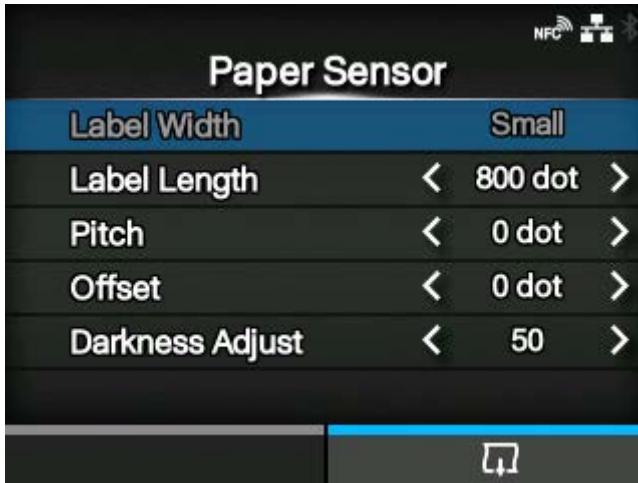 NFC
Paper Sensor
Label Width Small
Label Length < 800 dot >
Pitch < 0 dot >
Offset < 0 dot >
Darkness Adjust < 50 >